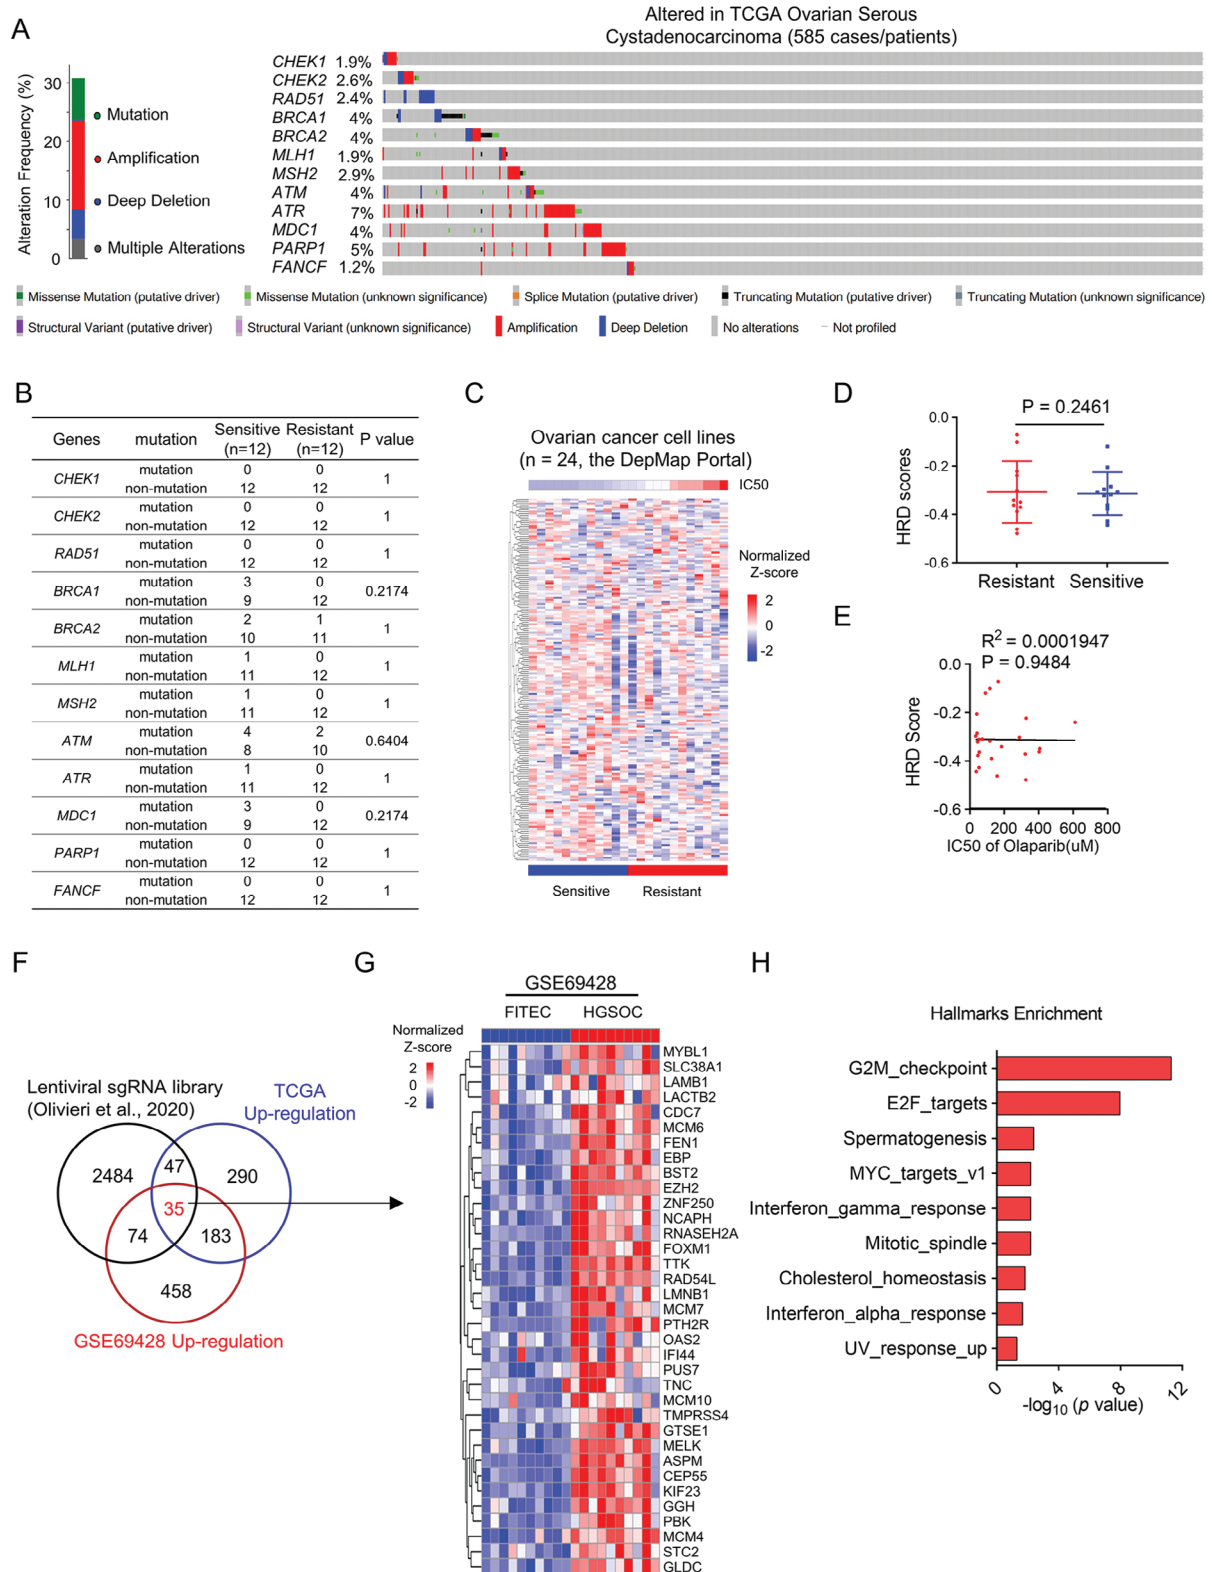 A
Altered in TCGA Ovarian Serous
Cystadenocarcinoma (585 cases/patients)
Alteration Frequency (%)
30
20
10
0
Mutation
Amplification
Deep Deletion
Multiple Alterations
CHEK1 1.9%
CHEK2 2.6%
RAD51 2.4%
BRCA1 4%
BRCA2 4%
MLH1 1.9%
MSH2 2.9%
ATM 4%
ATR 7%
MDC1 4%
PARP1 5%
FANCF 1.2%
Missense Mutation (putative driver) Missense Mutation (unknown significance) Splice Mutation (putative driver) Truncating Mutation (putative driver) Truncating Mutation (unknown significance)
Structural Variant (putative driver) Structural Variant (unknown significance) Amplification Deep Deletion No alterations Not profiled
B
Genes mutation Sensitive (n=12) Resistant (n=12) P value
CHEK1 mutation 0 0 1
non-mutation 12 12
CHEK2 mutation 0 0 1
non-mutation 12 12
RAD51 mutation 0 0 1
non-mutation 12 12
BRCA1 mutation 3 0 0.2174
non-mutation 9 12
BRCA2 mutation 2 1 1
non-mutation 10 11
MLH1 mutation 1 0 1
non-mutation 11 12
MSH2 mutation 1 0 1
non-mutation 11 12
ATM mutation 4 2 0.6404
non-mutation 8 10
ATR mutation 1 0 1
non-mutation 11 12
MDC1 mutation 3 0 0.2174
non-mutation 9 12
PARP1 mutation 0 0 1
non-mutation 12 12
FANCF mutation 0 0 1
non-mutation 12 12
C
Ovarian cancer cell lines
(n = 24, the DepMap Portal)
IC50
Normalized
Z-score
2
0
-2
Sensitive Resistant
D
P = 0.2461
HRD scores
0.0
-0.2
-0.4
-0.6
Resistant Sensitive
E
R² = 0.0001947
P = 0.9484
HRD Score
0.0
-0.2
-0.4
-0.6
0 200 400 600 800
IC50 of Olaparib(uM)
F
Lentiviral sgRNA library
(Olivieri et al., 2020)
TCGA
Up-regulation
2484
47
290
35
74
183
458
GSE69428 Up-regulation
G
GSE69428
FITEC HGSOC
Normalized
Z-score
2
0
-2
MYBL1
SLC38A1
LAMB1
LACTB2
CDC7
MCM6
FEN1
EBP
BST2
EZH2
ZNF250
NCAPH
RNASEH2A
FOXM1
TTK
RAD54L
LMNB1
MCM7
PTH2R
OAS2
IFI44
PUS7
TNC
MCM10
TMPRSS4
GTSE1
MELK
ASPM
CEP55
KIF23
GGH
PBK
MCM4
STC2
GLDC
H
Hallmarks Enrichment
G2M_checkpoint
E2F_targets
Spermatogenesis
MYC_targets_v1
Interferon_gamma_response
Mitotic_spindle
Cholesterol_homeostasis
Interferon_alpha_response
UV_response_up
0 4 8 12
-log₁₀ (p value)